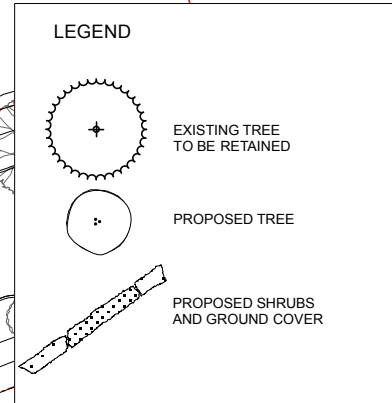 LEGEND
EXISTING TREE
TO BE RETAINED
PROPOSED TREE
PROPOSED SHRUBS
AND GROUND COVER